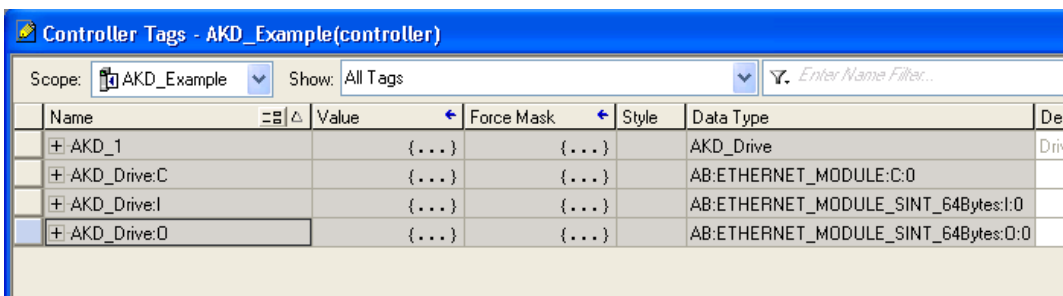 Controller Tags - AKD_Example(controller)
Scope: AKD_Example Show: All Tags Enter Name Filter...
Name Value Force Mask Style Data Type De
AKD_1 {...} {...} AKD_Drive Driv
AKD_Drive:C {...} {...} AB:ETHERNET_MODULE:C:0
AKD_Drive:I {...} {...} AB:ETHERNET_MODULE_SINT_64Bytes:I:0
AKD_Drive:O {...} {...} AB:ETHERNET_MODULE_SINT_64Bytes:O:0